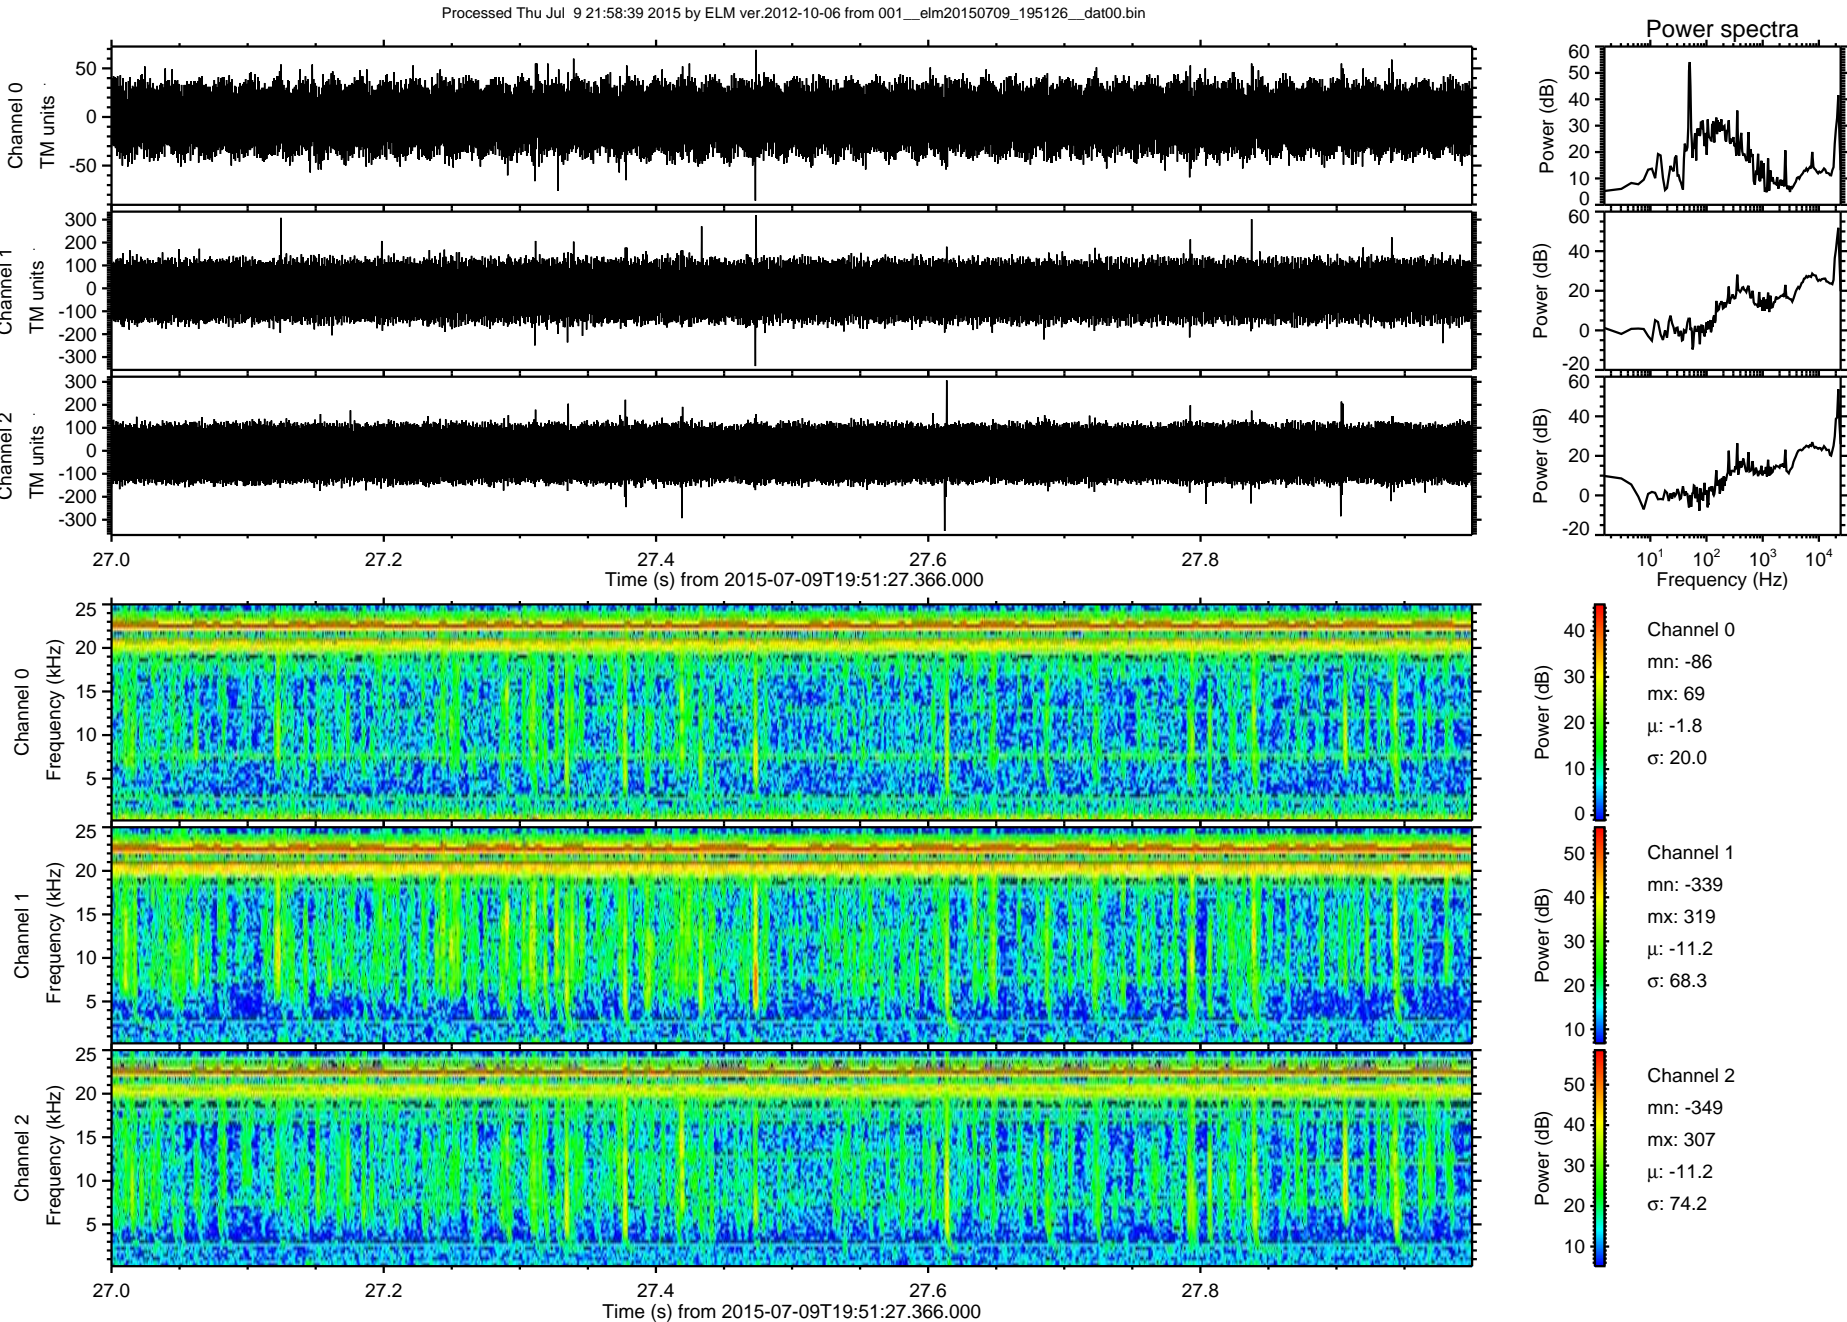 Processed Thu Jul  9 21:58:39 2015 by ELM ver.2012-10-06 from 001__elm20150709_195126__dat00.bin
Power spectra
Channel 0
TM units
50
0
-50
Power (dB)
60
50
40
30
20
10
0
Channel 1
TM units
300
200
100
0
-100
-200
-300
Power (dB)
60
40
20
0
-20
Channel 2
TM units
300
200
100
0
-100
-200
-300
Power (dB)
60
40
20
0
-20
27.0 27.2 27.4 27.6 27.8
Time (s) from 2015-07-09T19:51:27.366.000
10¹ 10² 10³ 10⁴
Frequency (Hz)
Channel 0
Frequency (kHz)
25
20
15
10
5
Power (dB)
40
30
20
10
0
Channel 0
mn: -86
mx: 69
μ: -1.8
σ: 20.0
Channel 1
Frequency (kHz)
25
20
15
10
5
Power (dB)
50
40
30
20
10
Channel 1
mn: -339
mx: 319
μ: -11.2
σ: 68.3
Channel 2
Frequency (kHz)
25
20
15
10
5
Power (dB)
50
40
30
20
10
Channel 2
mn: -349
mx: 307
μ: -11.2
σ: 74.2
27.0 27.2 27.4 27.6 27.8
Time (s) from 2015-07-09T19:51:27.366.000